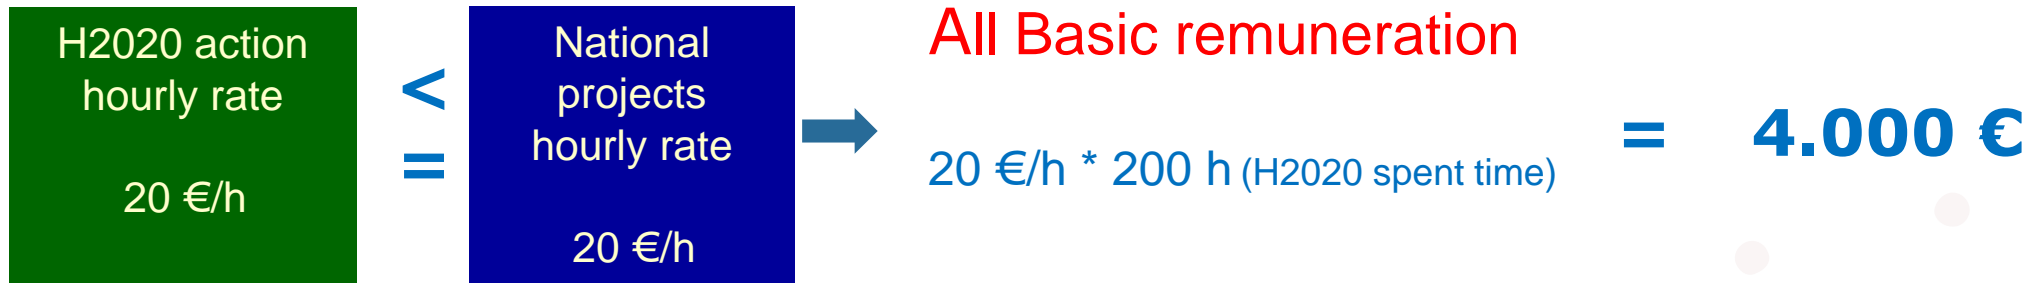 H2020 action
hourly rate
20 €/h
<
=
National
projects
hourly rate
20 €/h
All Basic remuneration
20 €/h * 200 h (H2020 spent time)
= 4.000 €